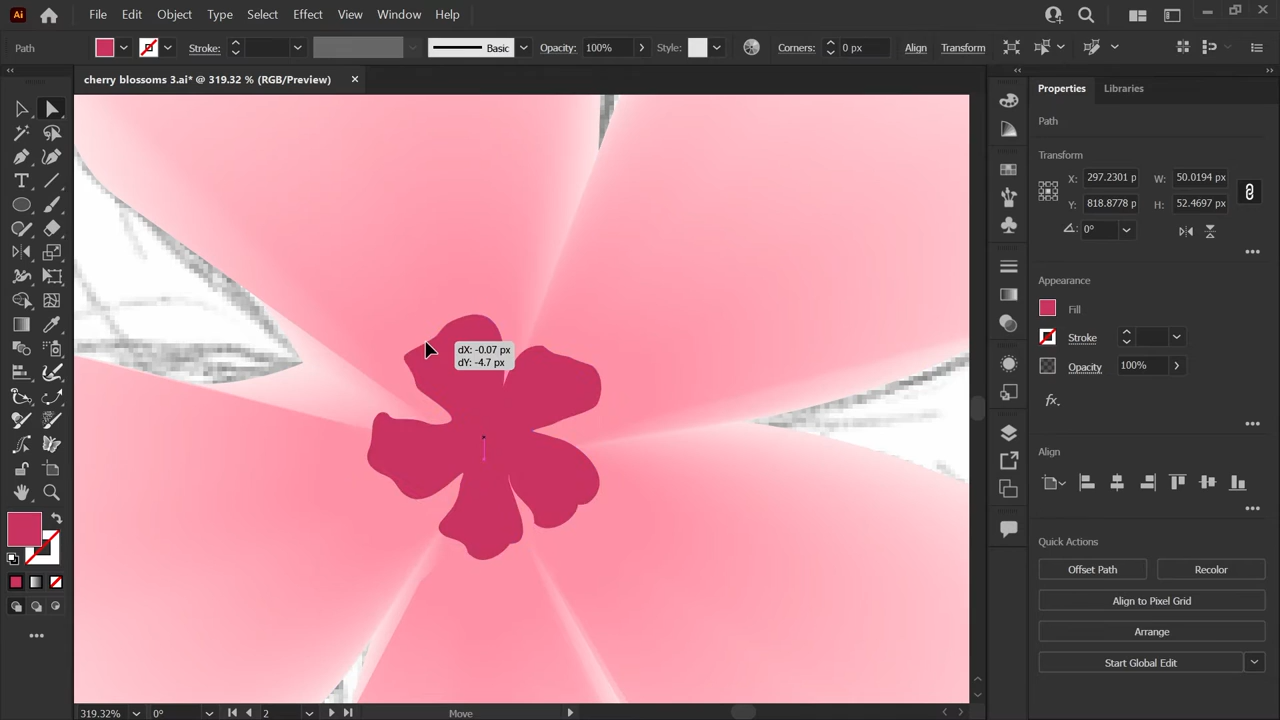 Ai File Edit Object Type Select Effect View Window Help
Path Stroke: Basic Opacity: 100% Style: Corners: 0 px Align Transform
cherry blossoms 3.ai* @ 319.32 % (RGB/Preview) ×
Properties Libraries
Path
Transform
X: 297.2301 p W: 50.0194 px
Y: 818.8778 p H: 52.4697 px
0°
Appearance
Fill
Stroke
Opacity 100%
fx.
Align
Quick Actions
Offset Path Recolor
Align to Pixel Grid
Arrange
Start Global Edit
dX: -0.07 px
dY: -4.7 px
319.32% 0° 2 Move